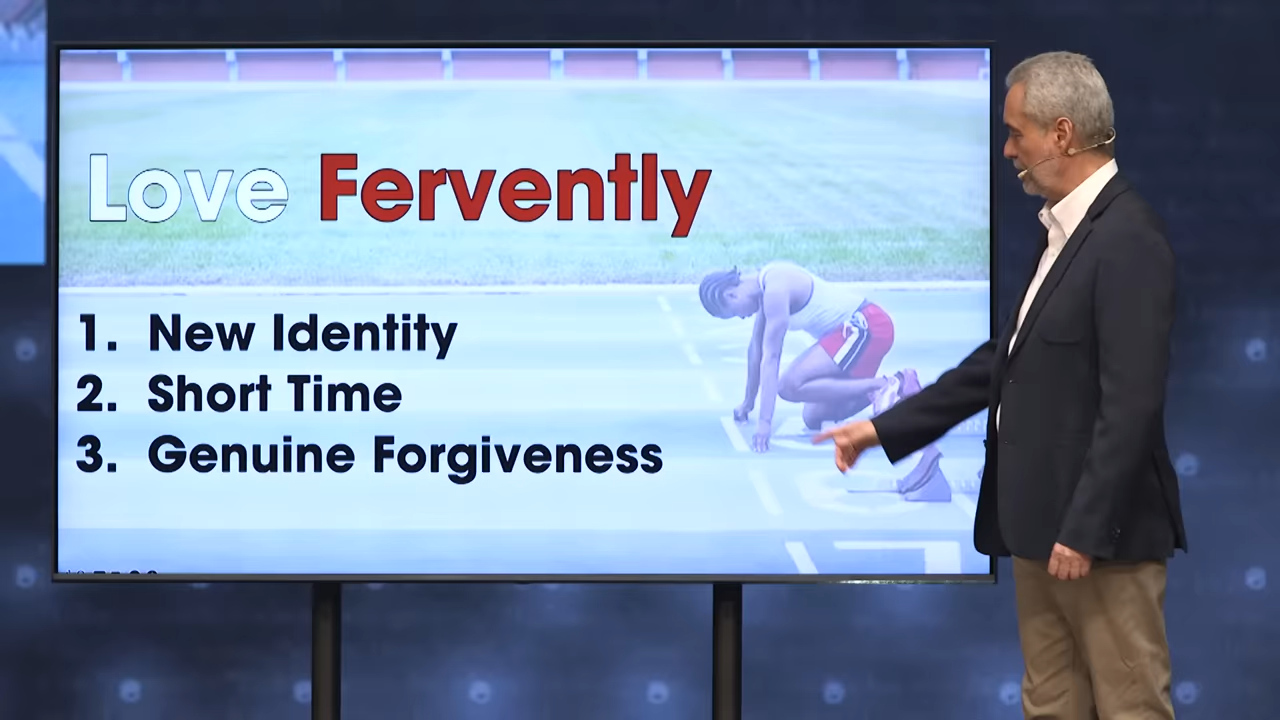 Love Fervently
1. New Identity
2. Short Time
3. Genuine Forgiveness